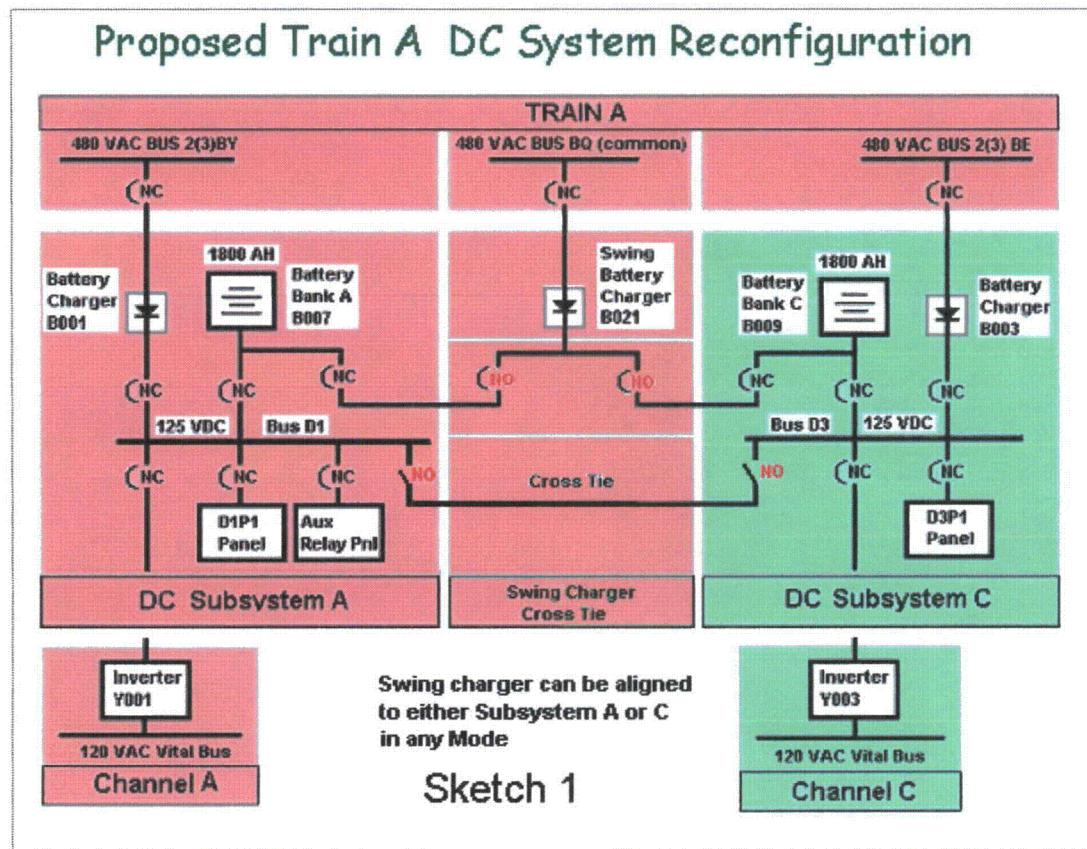 Proposed Train A DC System Reconfiguration
TRAIN A
480 VAC BUS 2(3)BY
480 VAC BUS BQ (common)
480 VAC BUS 2(3) BE
NC
NC
NC
Battery
Charger
B001
1800 AH
Battery
Bank A
B007
Swing
Battery
Charger
B021
Battery
Bank C
B009
1800 AH
Battery
Charger
B003
NC
NC
NC
NO
NO
NC
NC
NC
125 VDC
Bus D1
Bus D3
125 VDC
NC
NC
NC
NO
Cross Tie
NO
NC
NC
D1P1
Panel
Aux
Relay Pnl
D3P1
Panel
DC Subsystem A
Swing Charger
Cross Tie
DC Subsystem C
Inverter
Y001
120 VAC Vital Bus
Channel A
Swing charger can be aligned
to either Subsystem A or C
in any Mode
Sketch 1
Inverter
Y003
120 VAC Vital Bus
Channel C